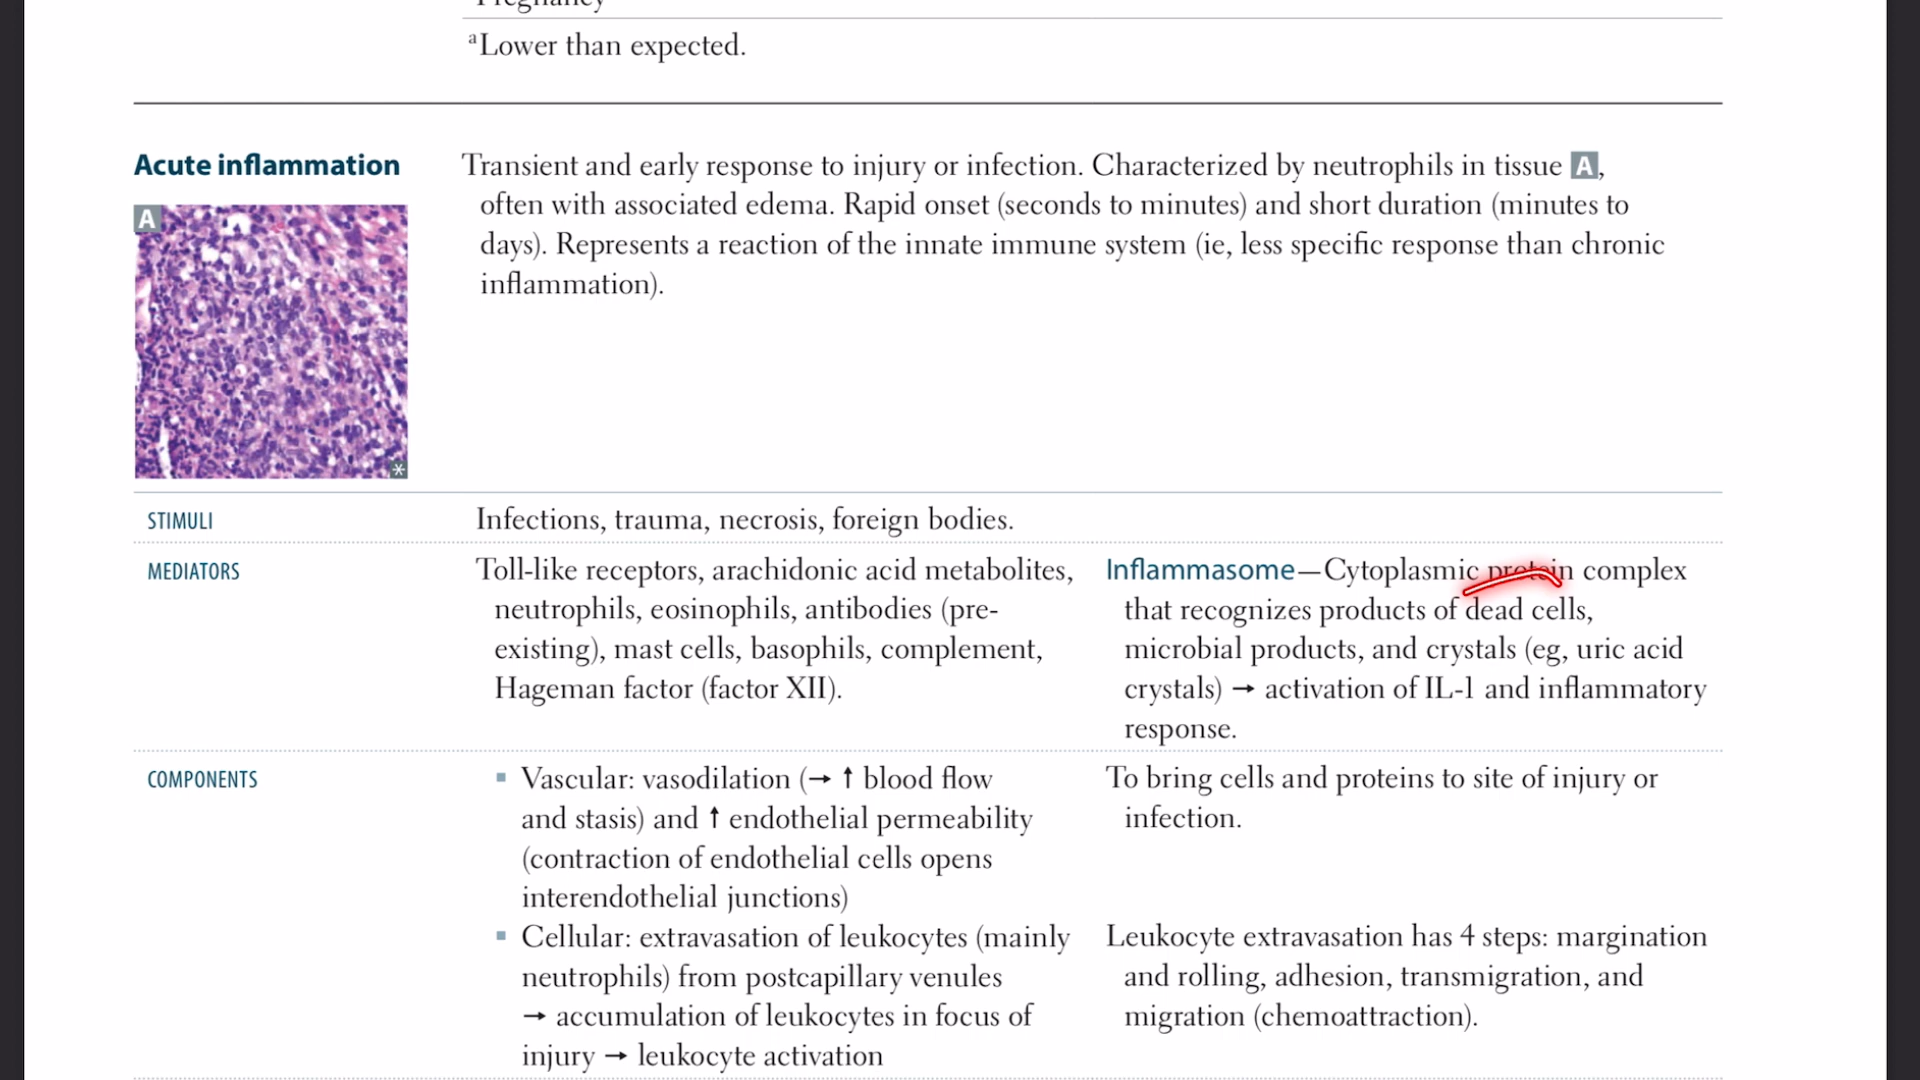 Pregnancy
ᵃLower than expected.
Acute inflammation
Transient and early response to injury or infection. Characterized by neutrophils in tissue A,
often with associated edema. Rapid onset (seconds to minutes) and short duration (minutes to
days). Represents a reaction of the innate immune system (ie, less specific response than chronic
inflammation).
A
*
STIMULI
Infections, trauma, necrosis, foreign bodies.
MEDIATORS
Toll-like receptors, arachidonic acid metabolites,
neutrophils, eosinophils, antibodies (pre-
existing), mast cells, basophils, complement,
Hageman factor (factor XII).
Inflammasome—Cytoplasmic protein complex
that recognizes products of dead cells,
microbial products, and crystals (eg, uric acid
crystals) → activation of IL-1 and inflammatory
response.
COMPONENTS
▪ Vascular: vasodilation (→ ↑ blood flow
and stasis) and ↑ endothelial permeability
(contraction of endothelial cells opens
interendothelial junctions)
To bring cells and proteins to site of injury or
infection.
▪ Cellular: extravasation of leukocytes (mainly
neutrophils) from postcapillary venules
→ accumulation of leukocytes in focus of
injury → leukocyte activation
Leukocyte extravasation has 4 steps: margination
and rolling, adhesion, transmigration, and
migration (chemoattraction).